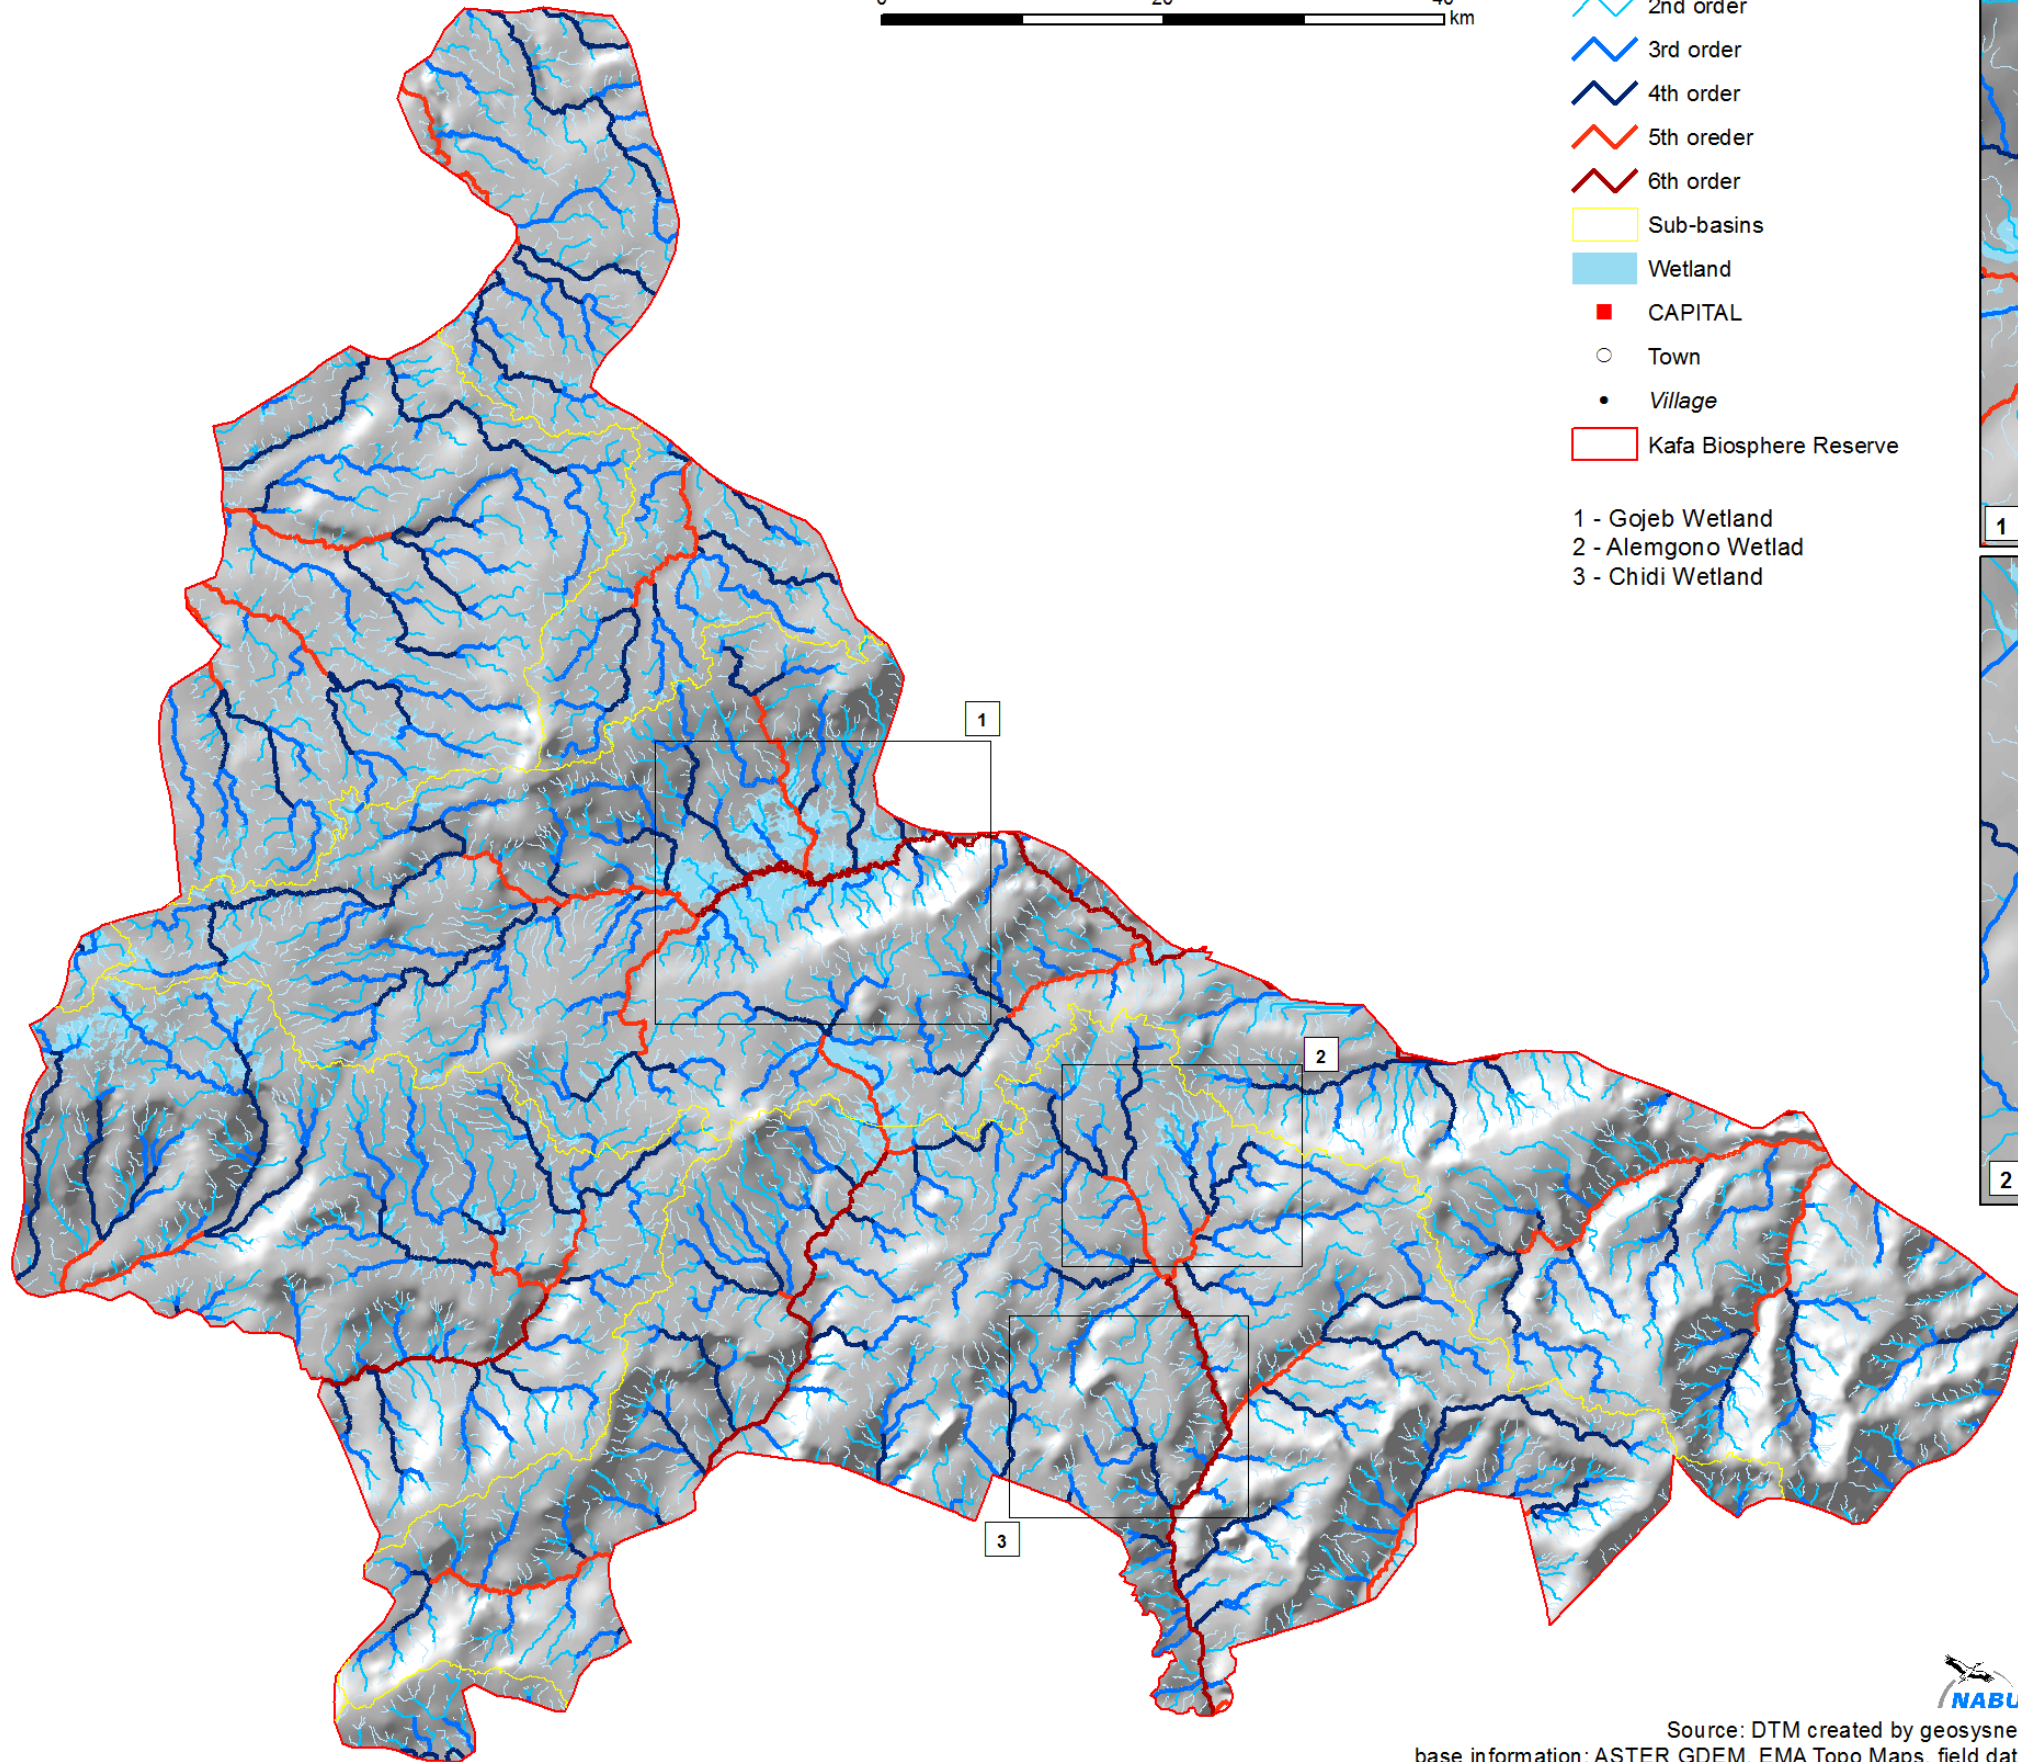 km
2nd order
3rd order
4th order
5th oreder
6th order
Sub-basins
Wetland
CAPITAL
Town
Village
Kafa Biosphere Reserve
1 - Gojeb Wetland
2 - Alemgono Wetlad
3 - Chidi Wetland
1
2
1
2
3
NABU
Source: DTM created by geosysne
base information: ASTER GDEM, EMA Topo Maps, field dat